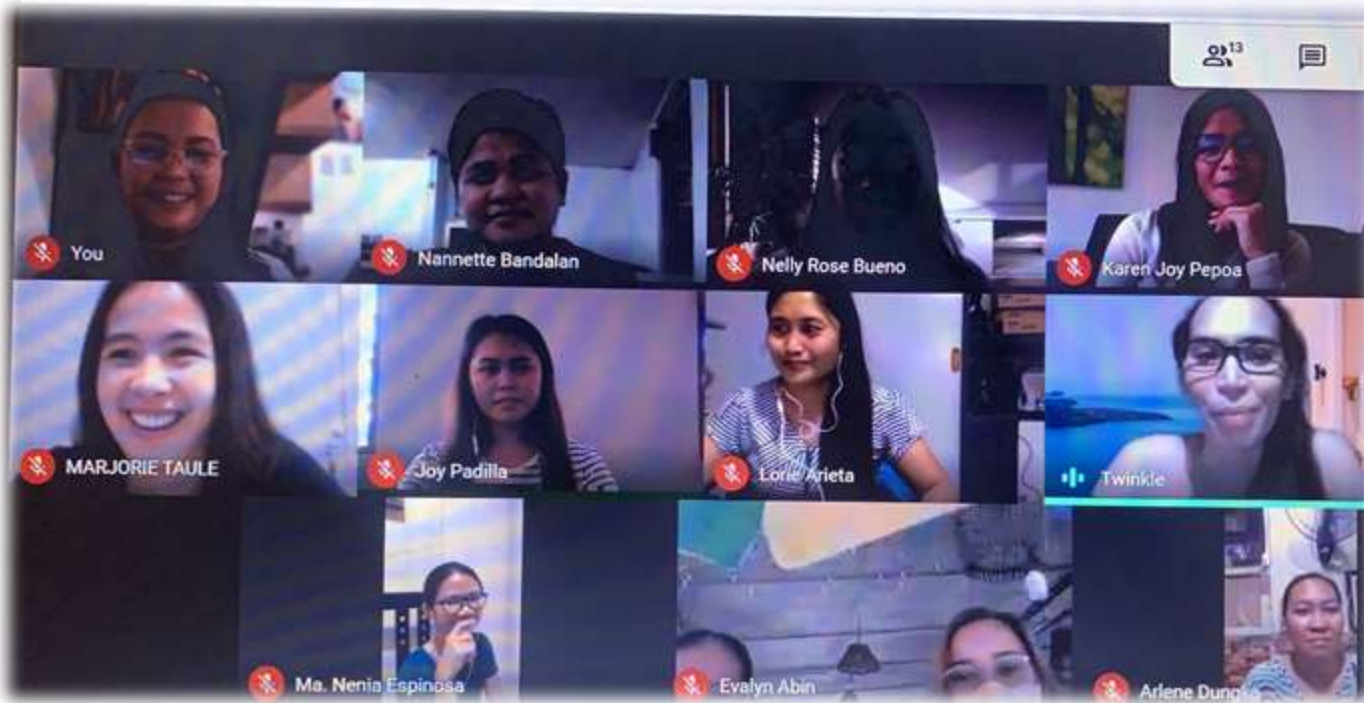 13
You
Nannette Bandalan
Nelly Rose Bueno
Karen Joy Pepoa
MARJORIE TAULE
Joy Padilla
Lorie Arieta
Twinkle
Ma. Nenia Espinosa
Evalyn Abin
Arlene